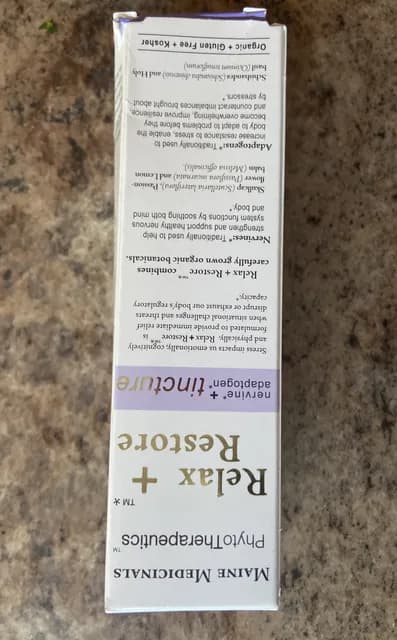 MAINE MEDICINALS
PhytoTherapeutics™
Relax +™*
Restore
nervine* +
adaptogen* tincture
Stress impacts us emotionally, cognitively
and physically. Relax + Restore™* is
formulated to provide immediate relief
when situational challenges and threats
disrupt or exhaust our body's regulatory
capacity.*
Relax + Restore™* combines
carefully grown organic botanicals.
Nervines:* Traditionally used to help
strengthen and support healthy nervous
system functions by soothing both mind
and body.*
Skullcap (Scutellaria lateriflora), Passion-
flower (Passiflora incarnata) and Lemon
balm (Melissa officinalis).
Adaptogens:* Traditionally used to
increase resistance to stress, enable the
body to adapt to problems before they
become overwhelming, improve resilience,
and counteract imbalances brought about
by stressors.*
Schisandra (Schisandra chinensis) and Holy
basil (Ocimum tenuiflorum)
Organic + Gluten Free + Kosher